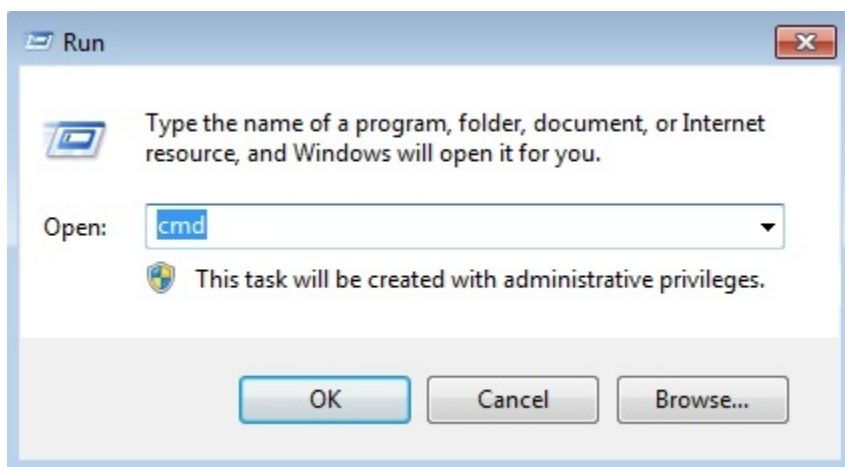 Run
Type the name of a program, folder, document, or Internet
resource, and Windows will open it for you.
Open:
cmd
This task will be created with administrative privileges.
OK
Cancel
Browse...